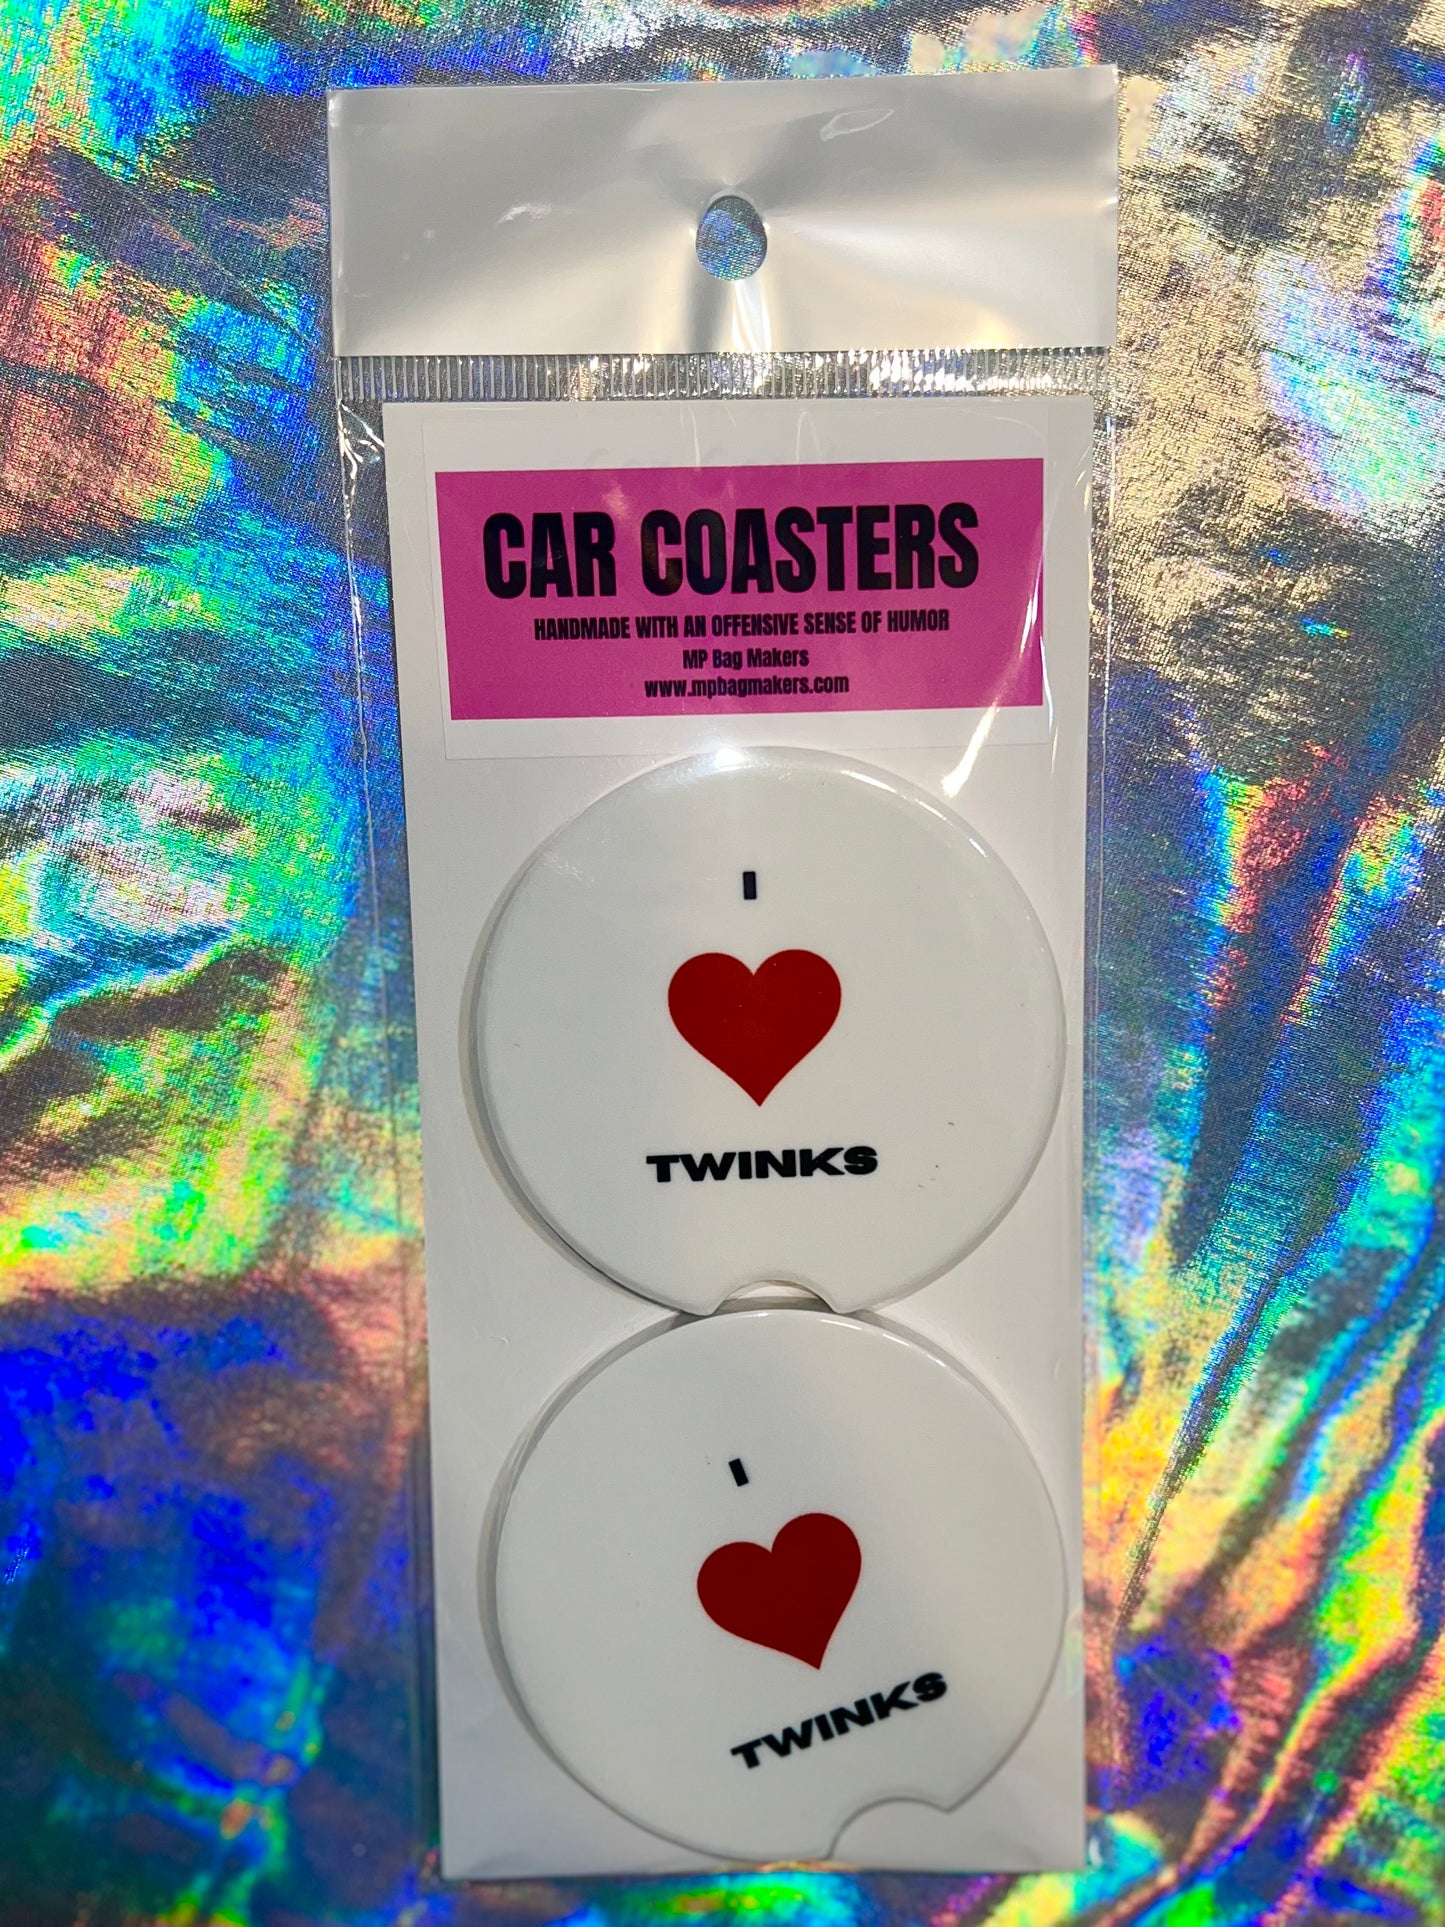 CAR COASTERS
HANDMADE WITH AN OFFENSIVE SENSE OF HUMOR
MP Bag Makers
www.mpbagmakers.com
I
TWINKS
I
TWINKS